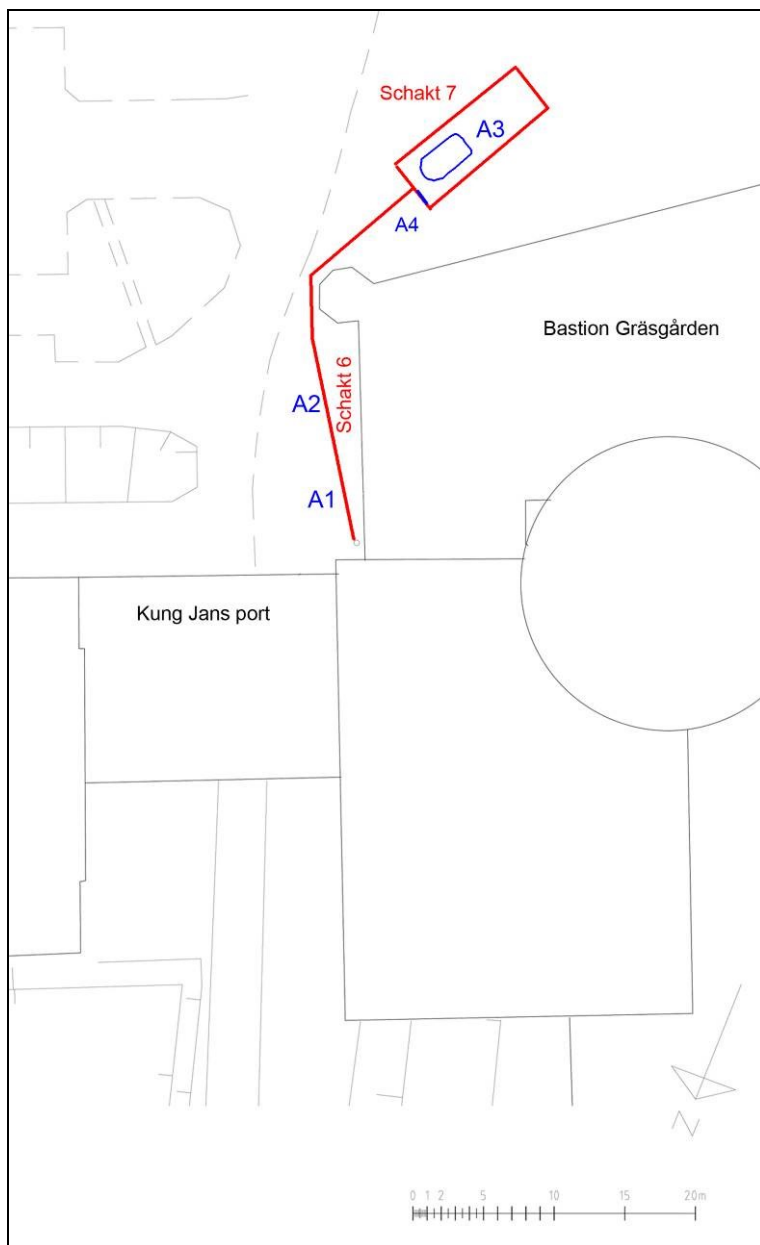 Schakt 7
A3
A4
Bastion Gräsgården
Schakt 6
A2
A1
Kung Jans port
N
0 1 2 5 10 15 20m